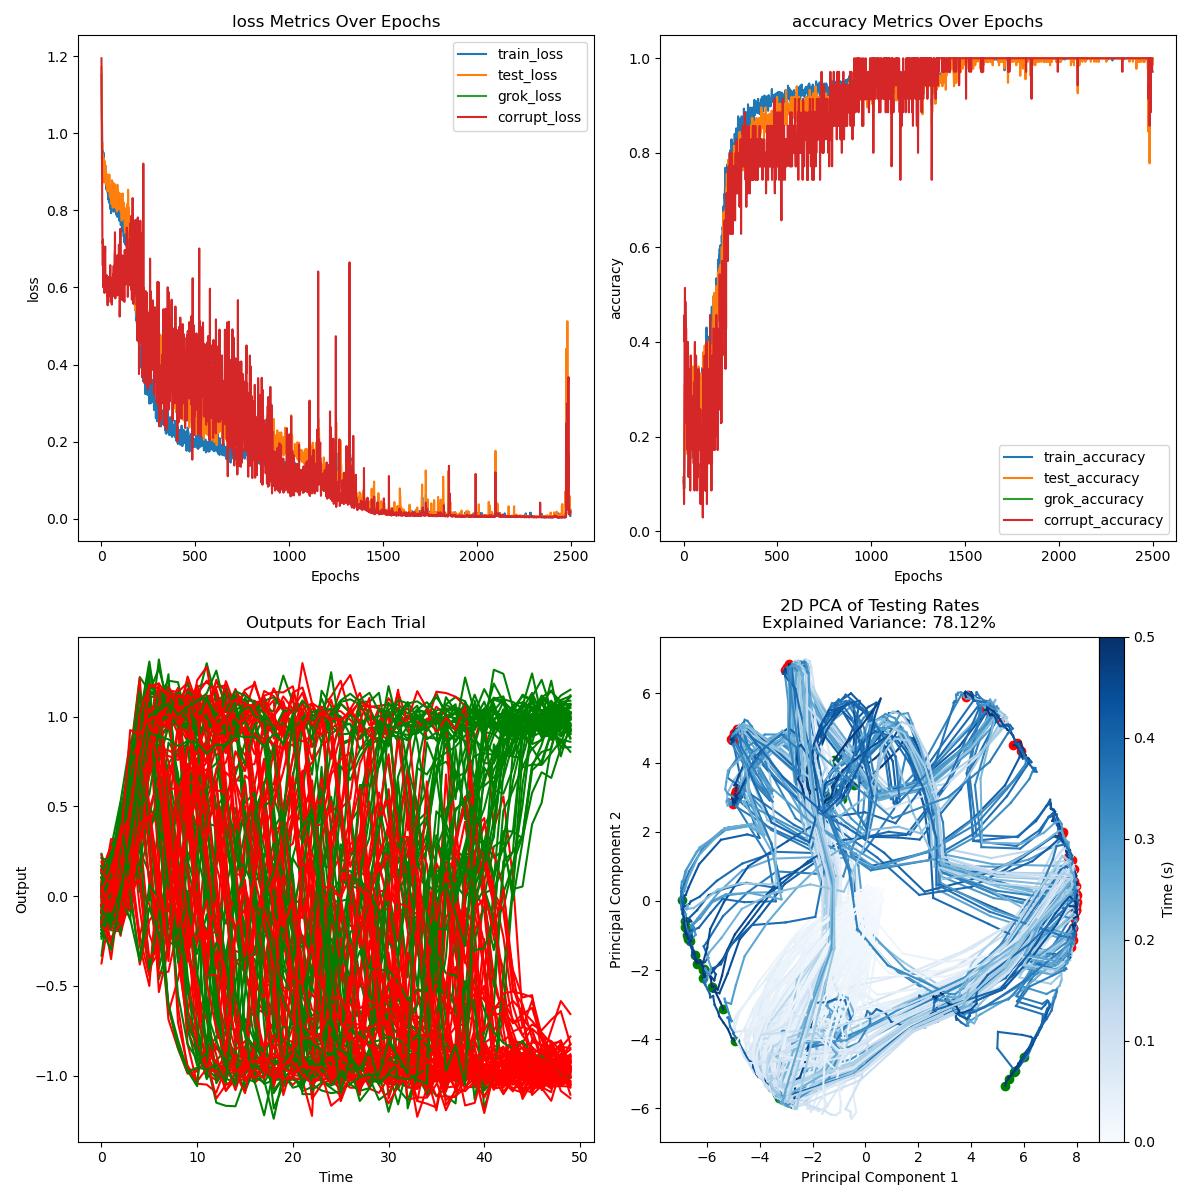 loss Metrics Over Epochs
1.2
1.0
0.8
0.6
0.4
0.2
0.0
loss
train_loss
test_loss
grok_loss
corrupt_loss
0
500
1000
1500
2000
2500
Epochs
accuracy Metrics Over Epochs
1.0
0.8
0.6
0.4
0.2
0.0
accuracy
train_accuracy
test_accuracy
grok_accuracy
corrupt_accuracy
0
500
1000
1500
2000
2500
Epochs
Outputs for Each Trial
1.0
0.5
0.0
−0.5
−1.0
Output
0
10
20
30
40
50
Time
2D PCA of Testing Rates
Explained Variance: 78.12%
6
4
2
0
−2
−4
−6
Principal Component 2
−6
−4
−2
0
2
4
6
8
Principal Component 1
0.5
0.4
0.3
0.2
0.1
0.0
Time (s)